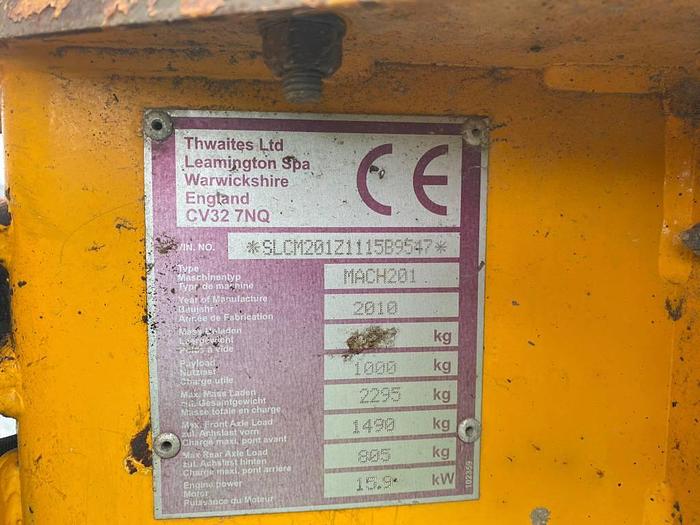 Thwaites Ltd
Leamington Spa
Warwickshire
England
CV32 7NQ
CE
VIN. NO. *SLCM201Z1115B9547*
Type
Maschinentyp
Type de machine
MACH201
Year of Manufacture
Baujahr
Année de Fabrication
2010
Mass Unladen
Leergewicht
Poids a vide
kg
Payload
Nutzlast
Charge utile
1000 kg
Max. Mass Laden
zul. Gesamtgewicht
Masse totale en charge
2295 kg
Max. Front Axle Load
zul. Achslast vorn
Charge maxi. pont avant
1490 kg
Max Rear Axle Load
zul. Achslast hinten
Charge maxi. pont arriére
805 kg
Engine power
Motor
Puissance du Moteur
15.9 kW
102359